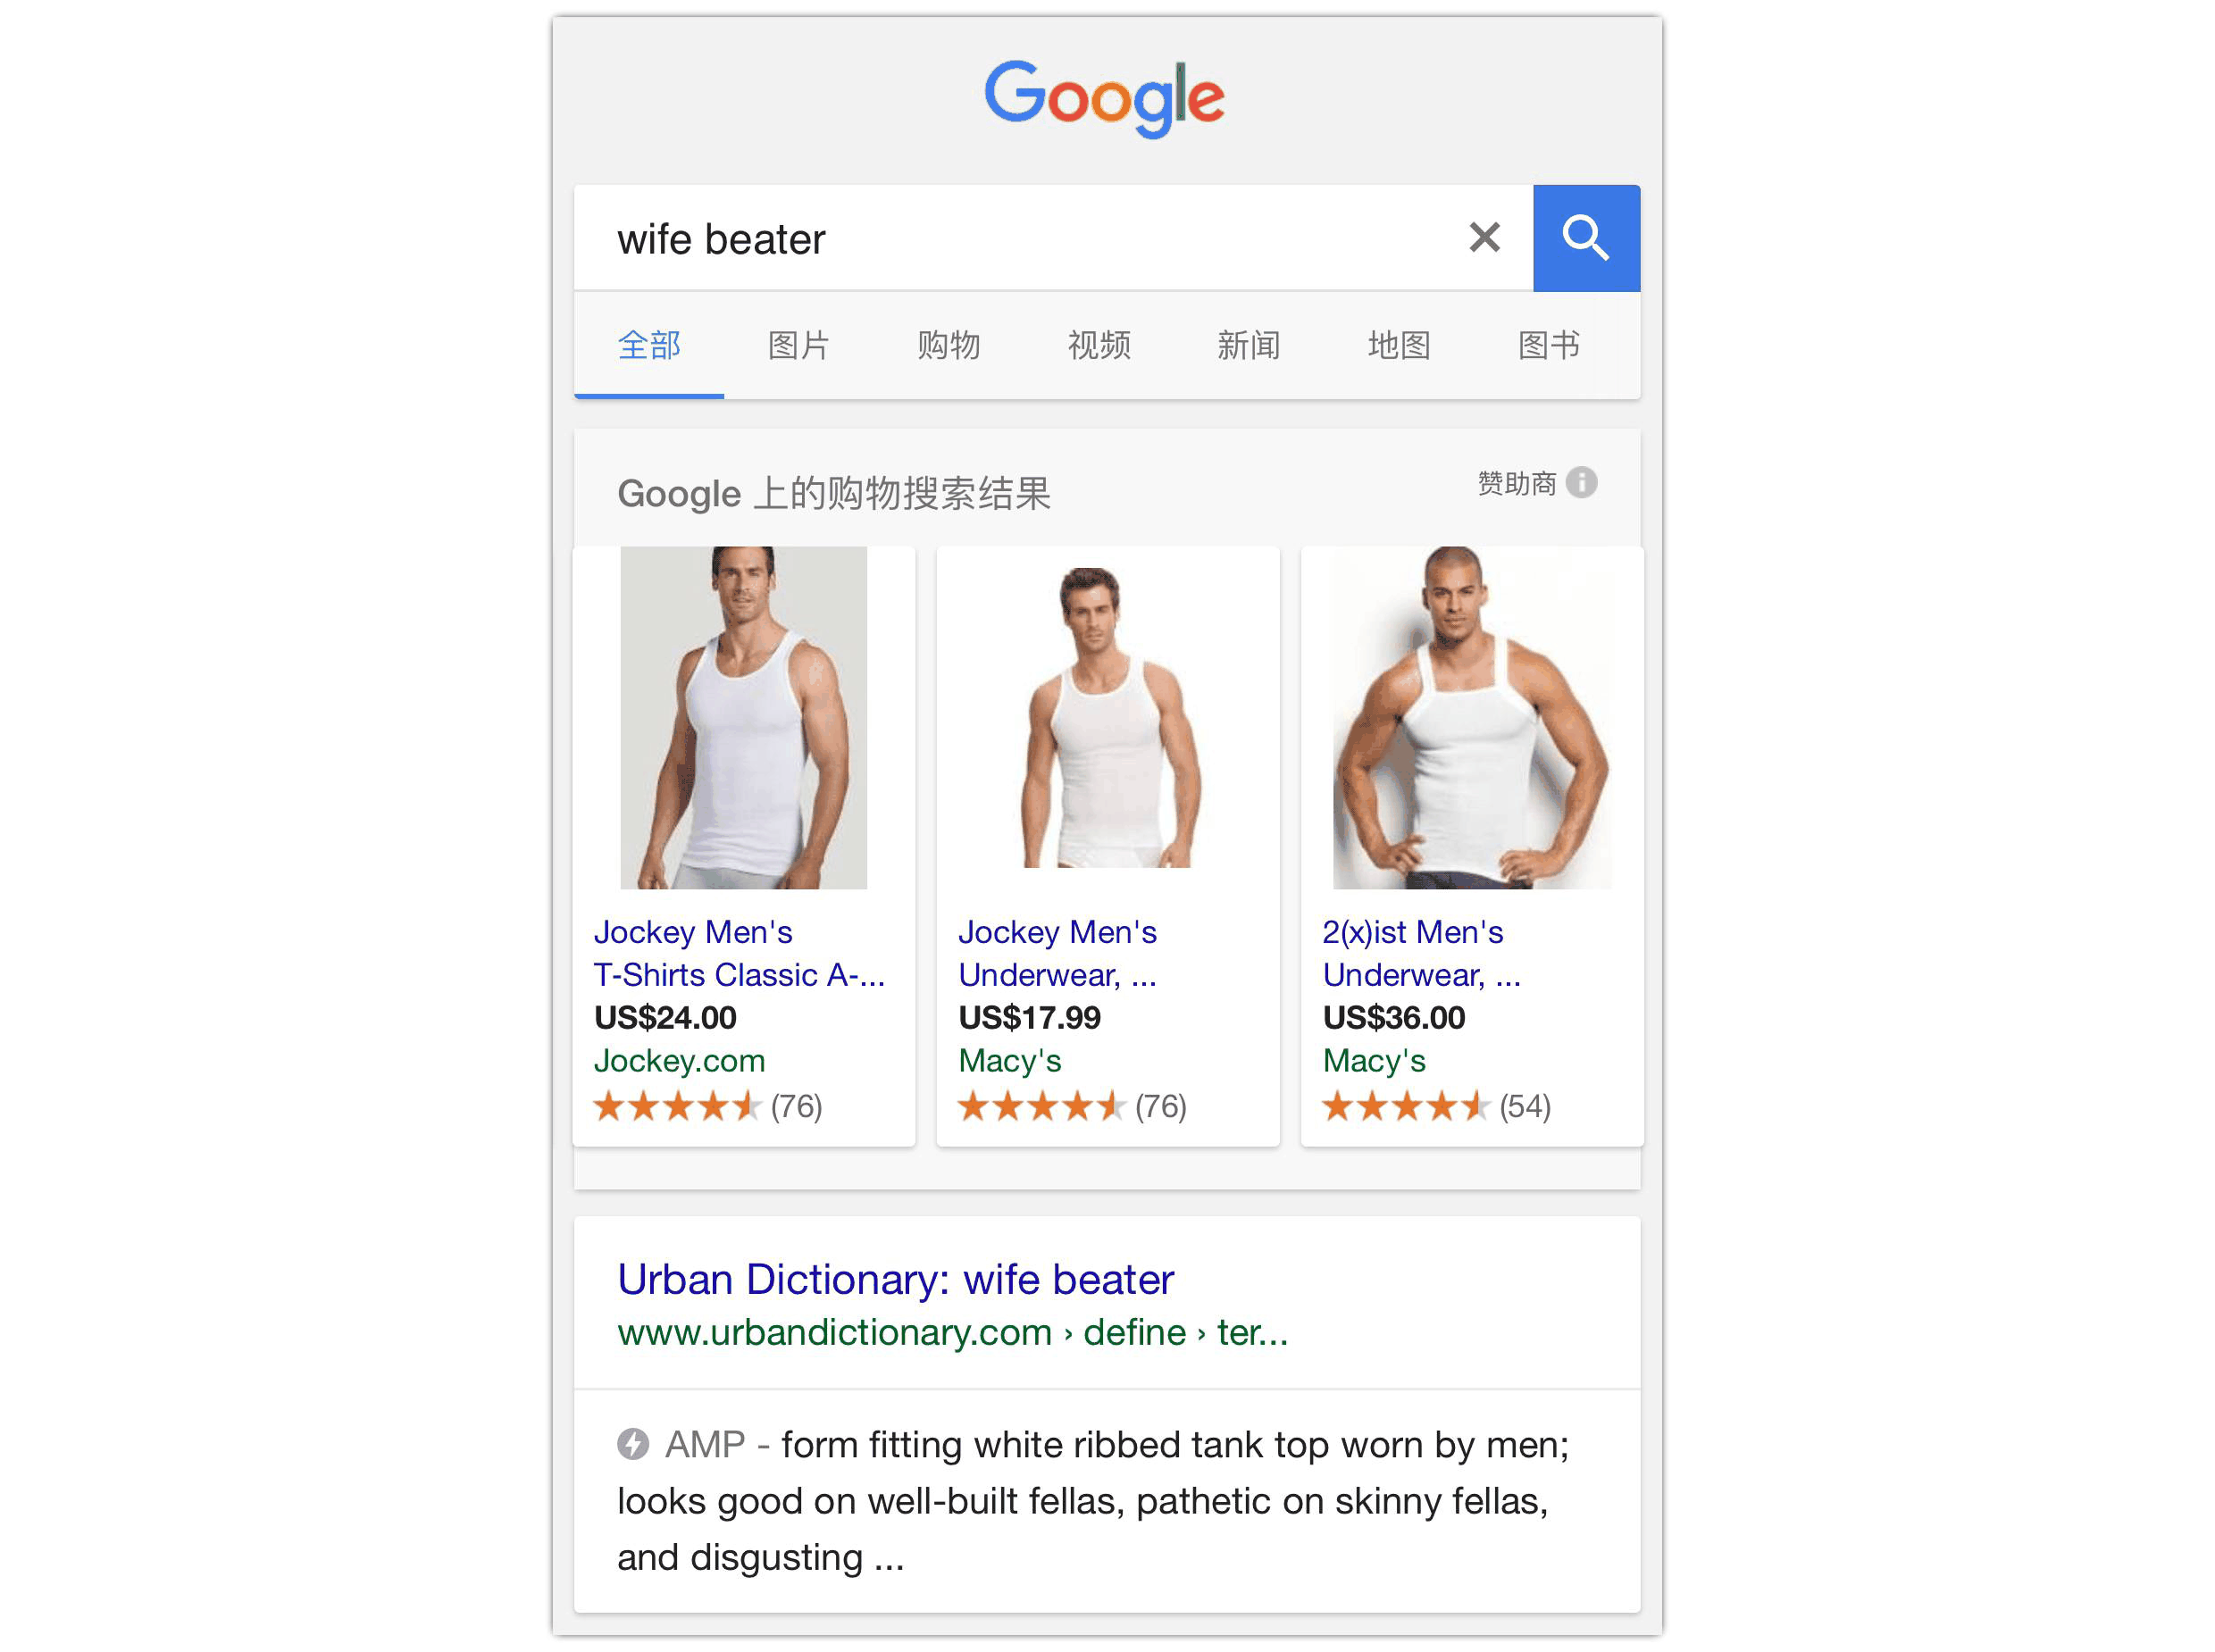 Google
wife beater
全部 图片 购物 视频 新闻 地图 图书
Google 上的购物搜索结果 赞助商
Jockey Men's
T-Shirts Classic A-...
US$24.00
Jockey.com
(76)
Jockey Men's
Underwear, ...
US$17.99
Macy's
(76)
2(x)ist Men's
Underwear, ...
US$36.00
Macy's
(54)
Urban Dictionary: wife beater
www.urbandictionary.com › define › ter...
AMP - form fitting white ribbed tank top worn by men;
looks good on well-built fellas, pathetic on skinny fellas,
and disgusting ...